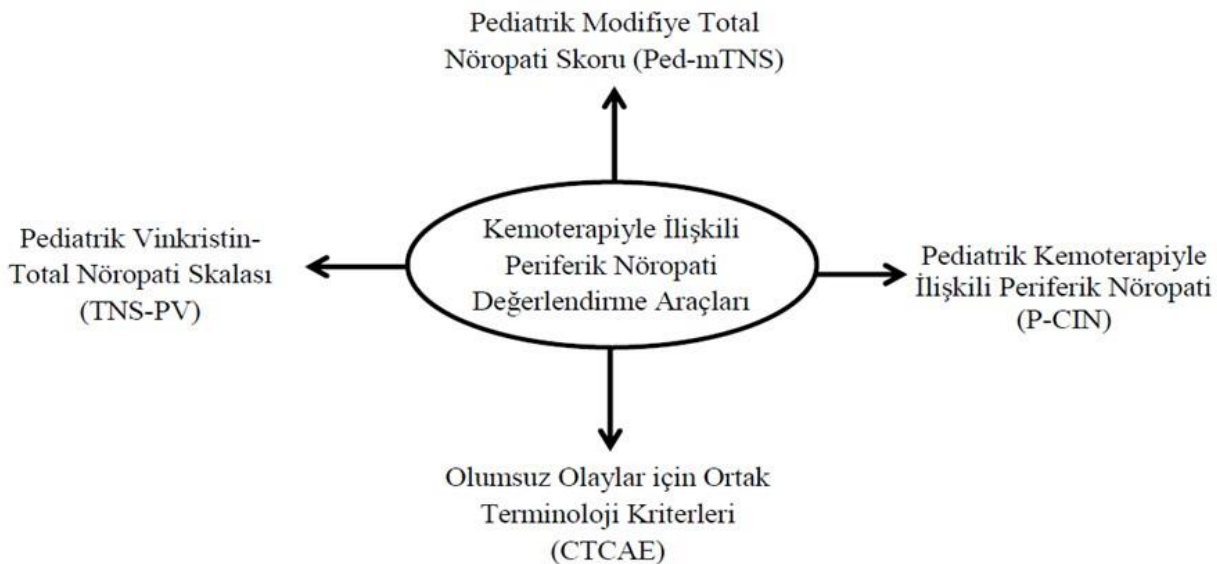 Pediatrik Modifiye Total
Nöropati Skoru (Ped-mTNS)
Pediatrik Vinkristin-
Total Nöropati Skalası
(TNS-PV)
Kemoterapiyle İlişkili
Periferik Nöropati
Değerlendirme Araçları
Pediatrik Kemoterapiyle
İlişkili Periferik Nöropati
(P-CIN)
Olumsuz Olaylar için Ortak
Terminoloji Kriterleri
(CTCAE)